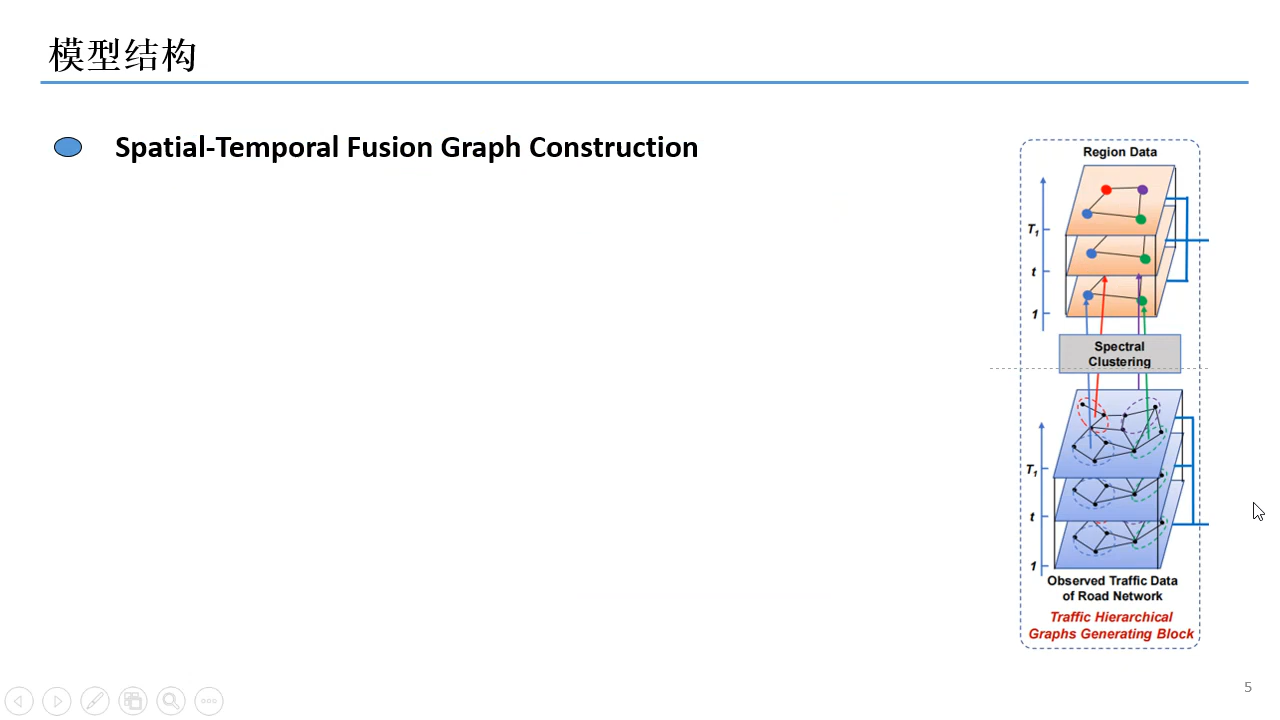 模型结构
Spatial-Temporal Fusion Graph Construction
Region Data
T1
t
1
Spectral
Clustering
T1
t
1
Observed Traffic Data
of Road Network
Traffic Hierarchical
Graphs Generating Block
5